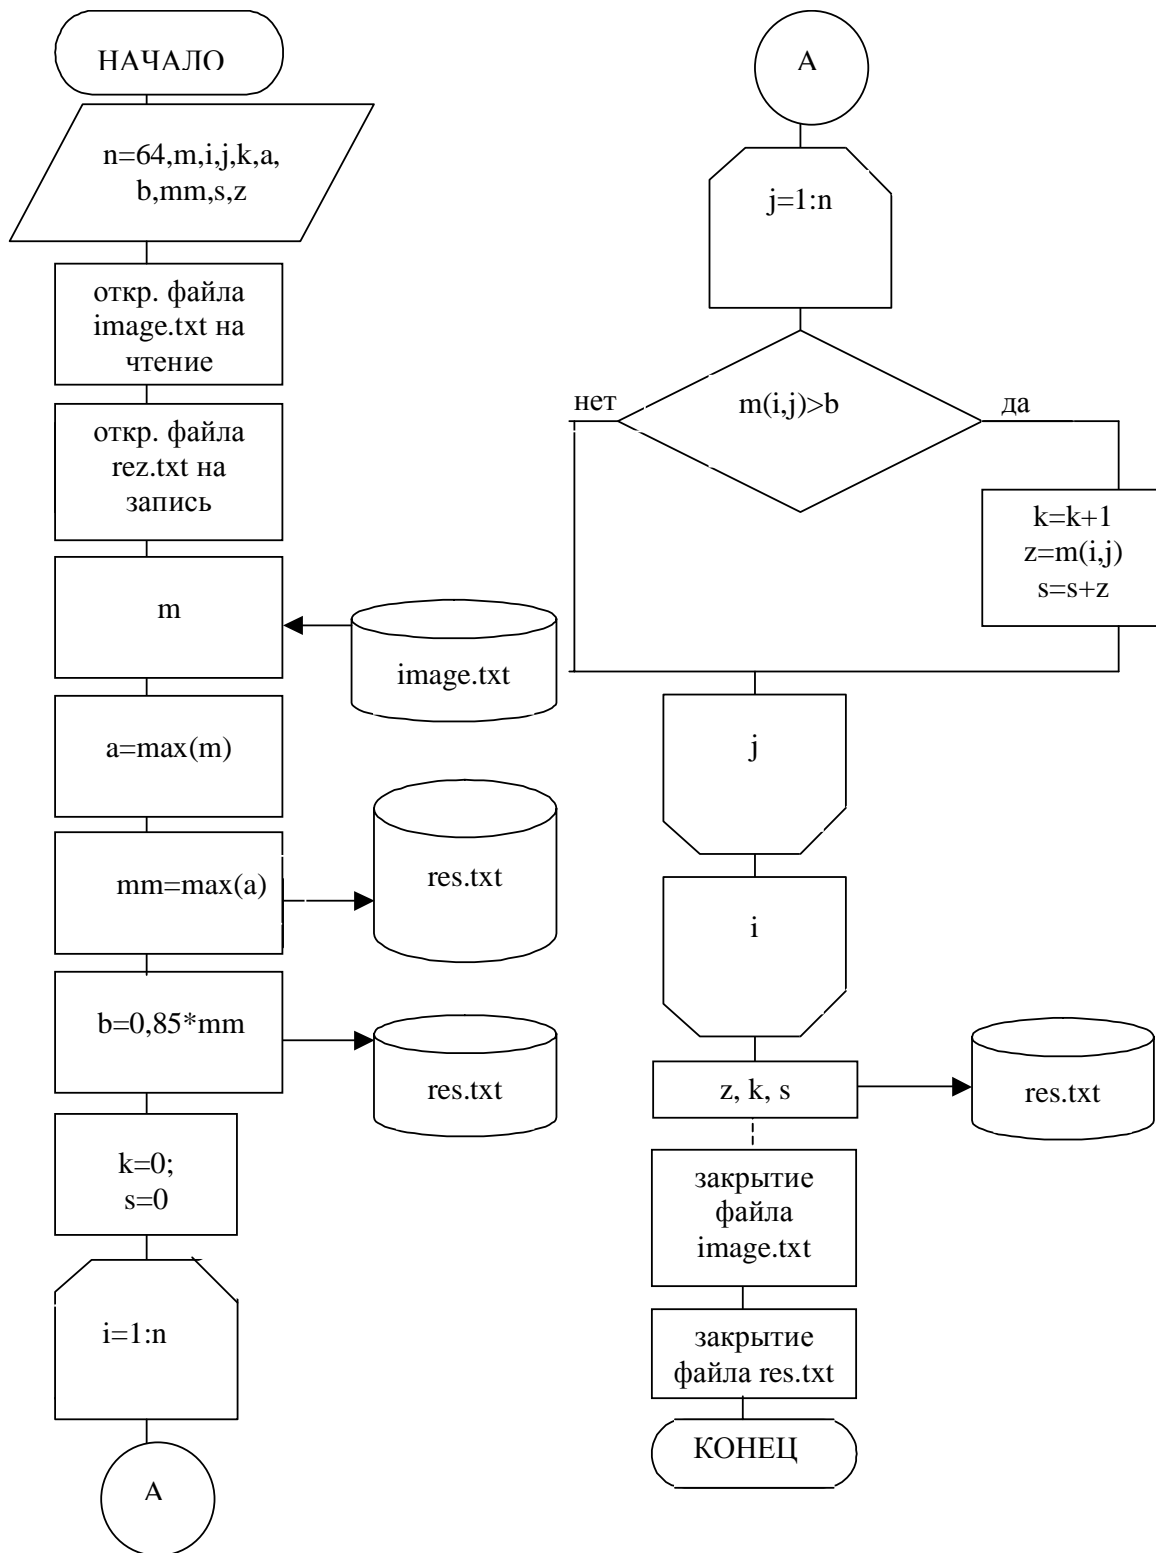 НАЧАЛО
n=64,m,i,j,k,a,
b,mm,s,z
откр. файла
image.txt на
чтение
откр. файла
rez.txt на
запись
m
image.txt
a=max(m)
mm=max(a)
res.txt
b=0,85*mm
res.txt
k=0;
s=0
i=1:n
A
A
j=1:n
m(i,j)>b
нет
да
k=k+1
z=m(i,j)
s=s+z
j
i
z, k, s
res.txt
закрытие
файла
image.txt
закрытие
файла res.txt
КОНЕЦ